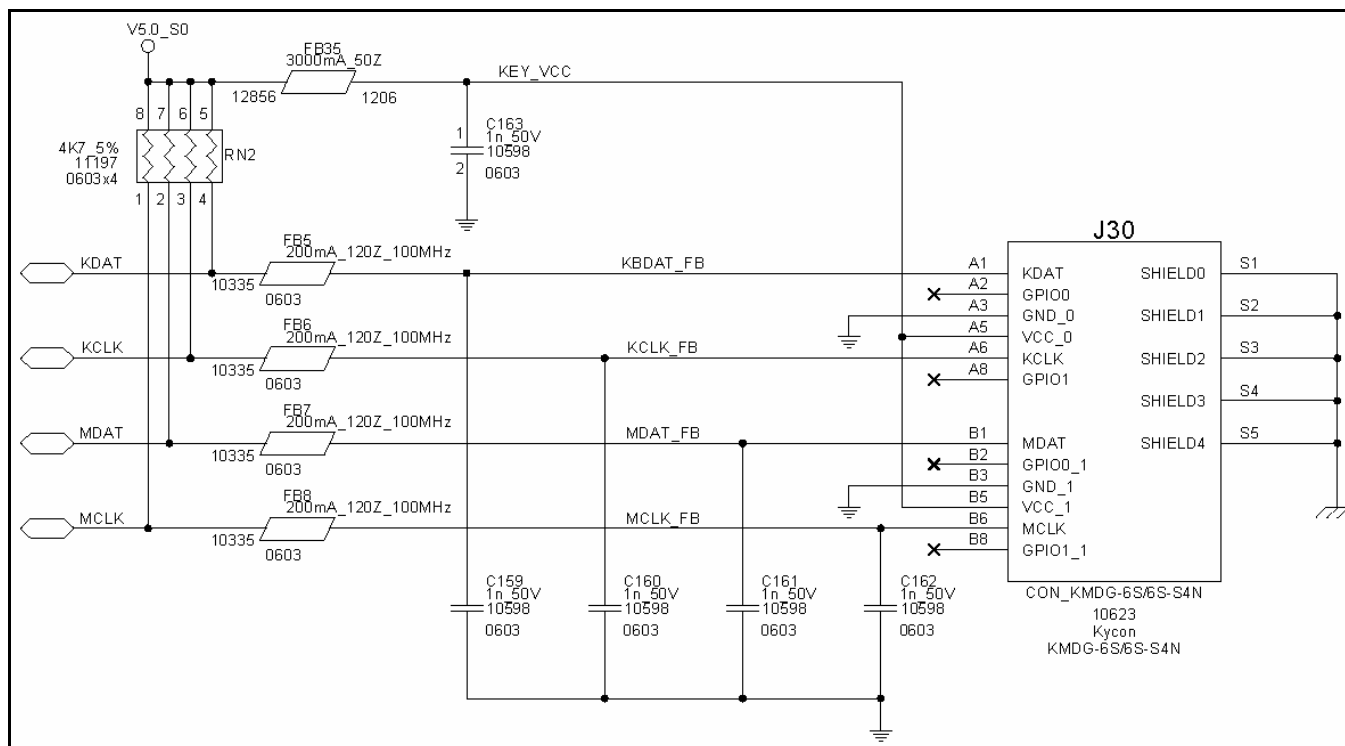 V5.0_S0
FB35
3000mA_50Z
KEY_VCC
12856
1206
8 7 6 5
4K7_5%
11197
0603x4
RN2
1 2 3 4
C163
1
1n_50V
10598
2
0603
J30
FB5
200mA_120Z_100MHz
KDAT
10335
0603
KBDAT_FB
A1
KDAT
SHIELD0
S1
A2
GPIO0
A3
GND_0
SHIELD1
S2
A5
VCC_0
FB6
200mA_120Z_100MHz
KCLK
10335
0603
KCLK_FB
A6
KCLK
SHIELD2
S3
A8
GPIO1
SHIELD3
S4
FB7
200mA_120Z_100MHz
MDAT
10335
0603
MDAT_FB
B1
MDAT
SHIELD4
S5
B2
GPIO0_1
B3
GND_1
B5
VCC_1
FB8
200mA_120Z_100MHz
MCLK
10335
0603
MCLK_FB
B6
MCLK
B8
GPIO1_1
C159
1n_50V
10598
0603
C160
1n_50V
10598
0603
C161
1n_50V
10598
0603
C162
1n_50V
10598
0603
CON_KMDG-6S/6S-S4N
10623
Kycon
KMDG-6S/6S-S4N